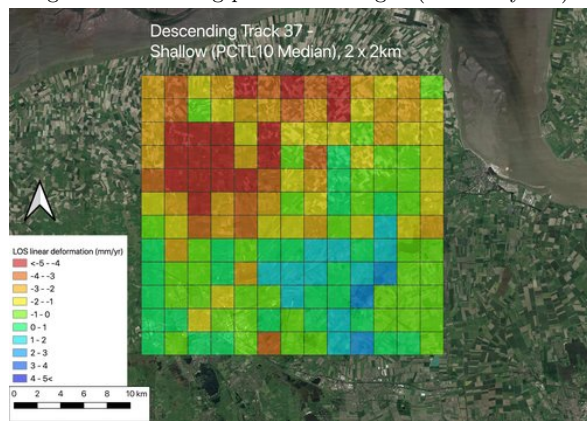 Descending Track 37 -
Shallow (PCTL10 Median), 2 x 2km
LOS linear deformation (mm/yr)
<-5 - -4
-4 - -3
-3 - -2
-2 - -1
-1 - 0
0 - 1
1 - 2
2 - 3
3 - 4
4 - 5<
0 2 4 6 8 10 km